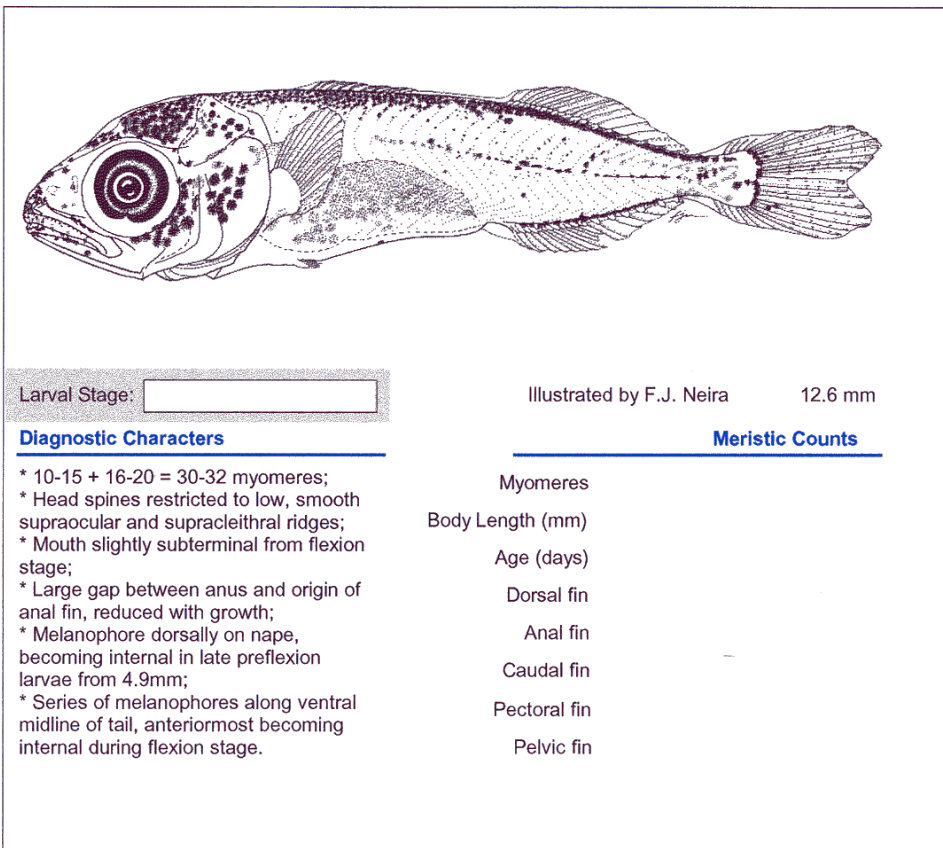 Larval Stage:
Illustrated by F.J. Neira 12.6 mm
Diagnostic Characters
* 10-15 + 16-20 = 30-32 myomeres;
* Head spines restricted to low, smooth
supraocular and supracleithral ridges;
* Mouth slightly subterminal from flexion
stage;
* Large gap between anus and origin of
anal fin, reduced with growth;
* Melanophore dorsally on nape,
becoming internal in late preflexion
larvae from 4.9mm;
* Series of melanophores along ventral
midline of tail, anteriormost becoming
internal during flexion stage.
Meristic Counts
Myomeres
Body Length (mm)
Age (days)
Dorsal fin
Anal fin
Caudal fin
Pectoral fin
Pelvic fin